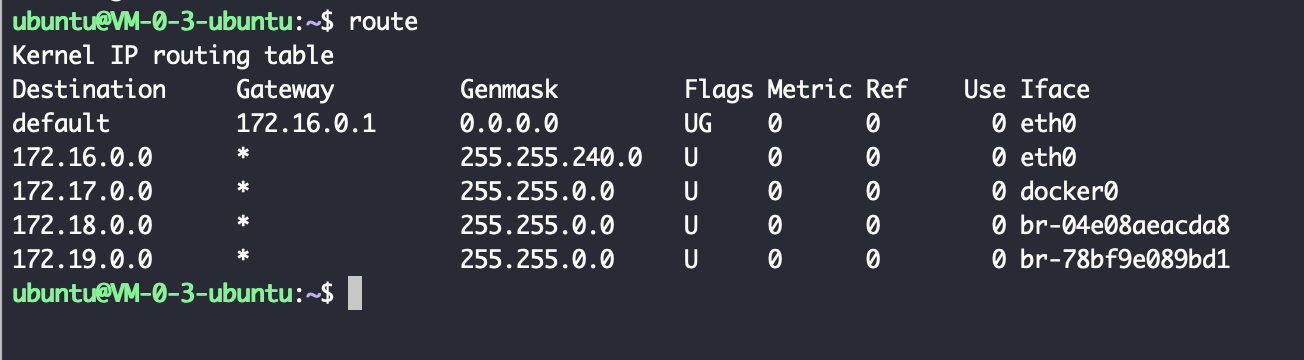 ubuntu@VM-0-3-ubuntu:~$ route
Kernel IP routing table
Destination     Gateway         Genmask         Flags Metric Ref    Use Iface
default         172.16.0.1      0.0.0.0         UG    0      0        0 eth0
172.16.0.0      *               255.255.240.0   U     0      0        0 eth0
172.17.0.0      *               255.255.0.0     U     0      0        0 docker0
172.18.0.0      *               255.255.0.0     U     0      0        0 br-04e08aeacda8
172.19.0.0      *               255.255.0.0     U     0      0        0 br-78bf9e089bd1
ubuntu@VM-0-3-ubuntu:~$